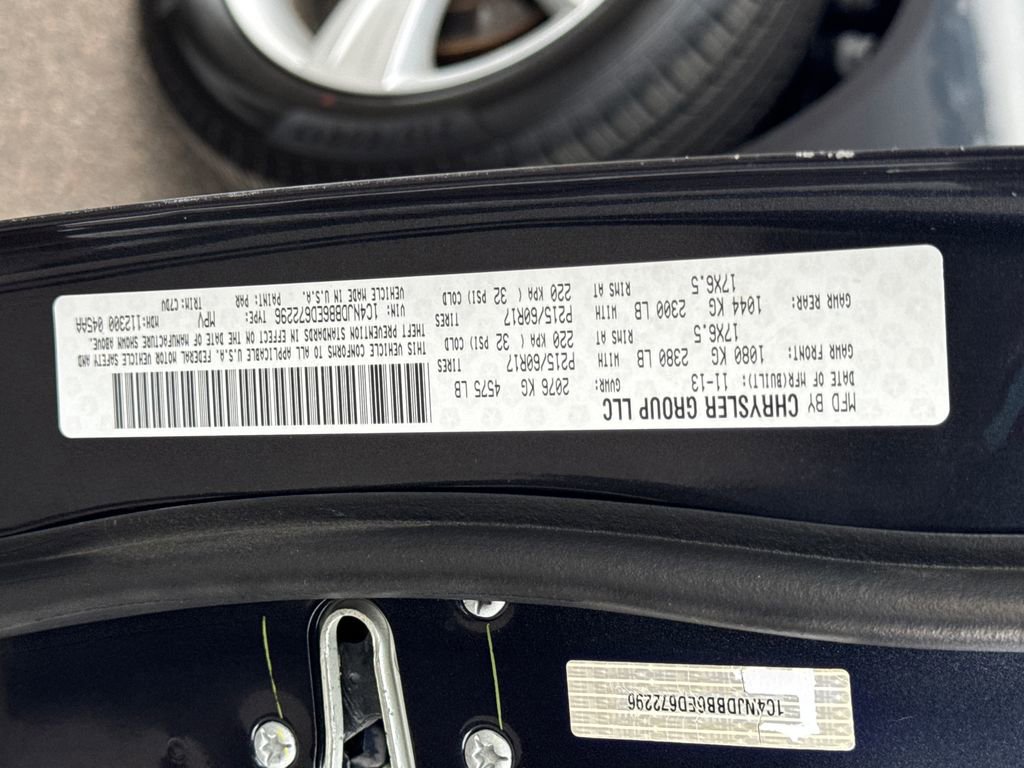 MFD BY CHRYSLER GROUP LLC
DATE OF MFR(BUILT): 11-13 GVWR: 2076 KG 4575 LB
GAWR FRONT: 1080 KG 2380 LB WITH TIRES P215/60R17
RIMS AT
17X6.5 220 KPA ( 32 PSI) COLD
GAWR REAR: 1044 KG 2300 LB WITH TIRES P215/60R17
RIMS AT
17X6.5 220 KPA ( 32 PSI) COLD
THIS VEHICLE CONFORMS TO ALL APPLICABLE U.S.A. FEDERAL MOTOR VEHICLE SAFETY AND
THEFT PREVENTION STANDARDS IN EFFECT ON THE DATE OF MANUFACTURE SHOWN ABOVE.
VIN: 1C4NJDBB6ED672296 TYPE: MPV MDH:112300 045AA
VEHICLE MADE IN U.S.A. PAINT: PAR TRIM: C7DV
1C4NJDBB6ED672296